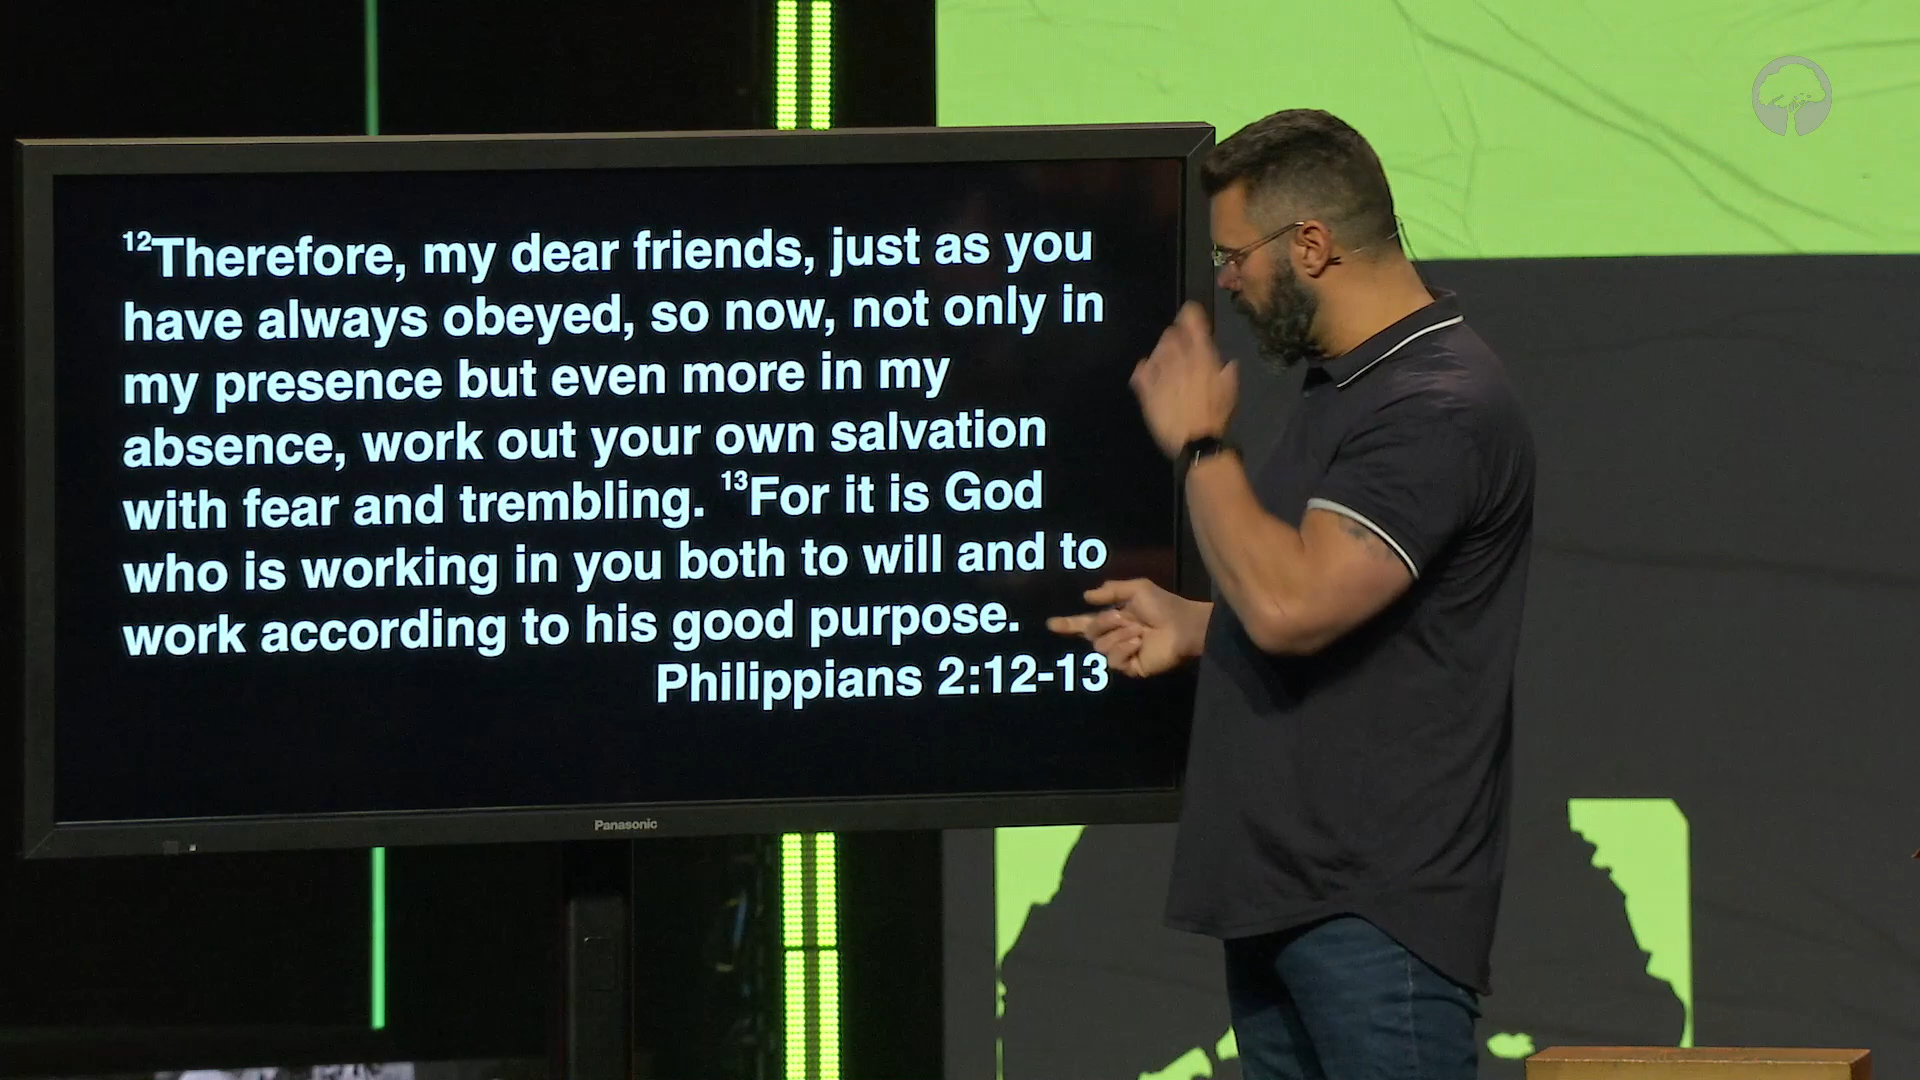 ¹²Therefore, my dear friends, just as you
have always obeyed, so now, not only in
my presence but even more in my
absence, work out your own salvation
with fear and trembling. ¹³For it is God
who is working in you both to will and to
work according to his good purpose.
Philippians 2:12-13
Panasonic